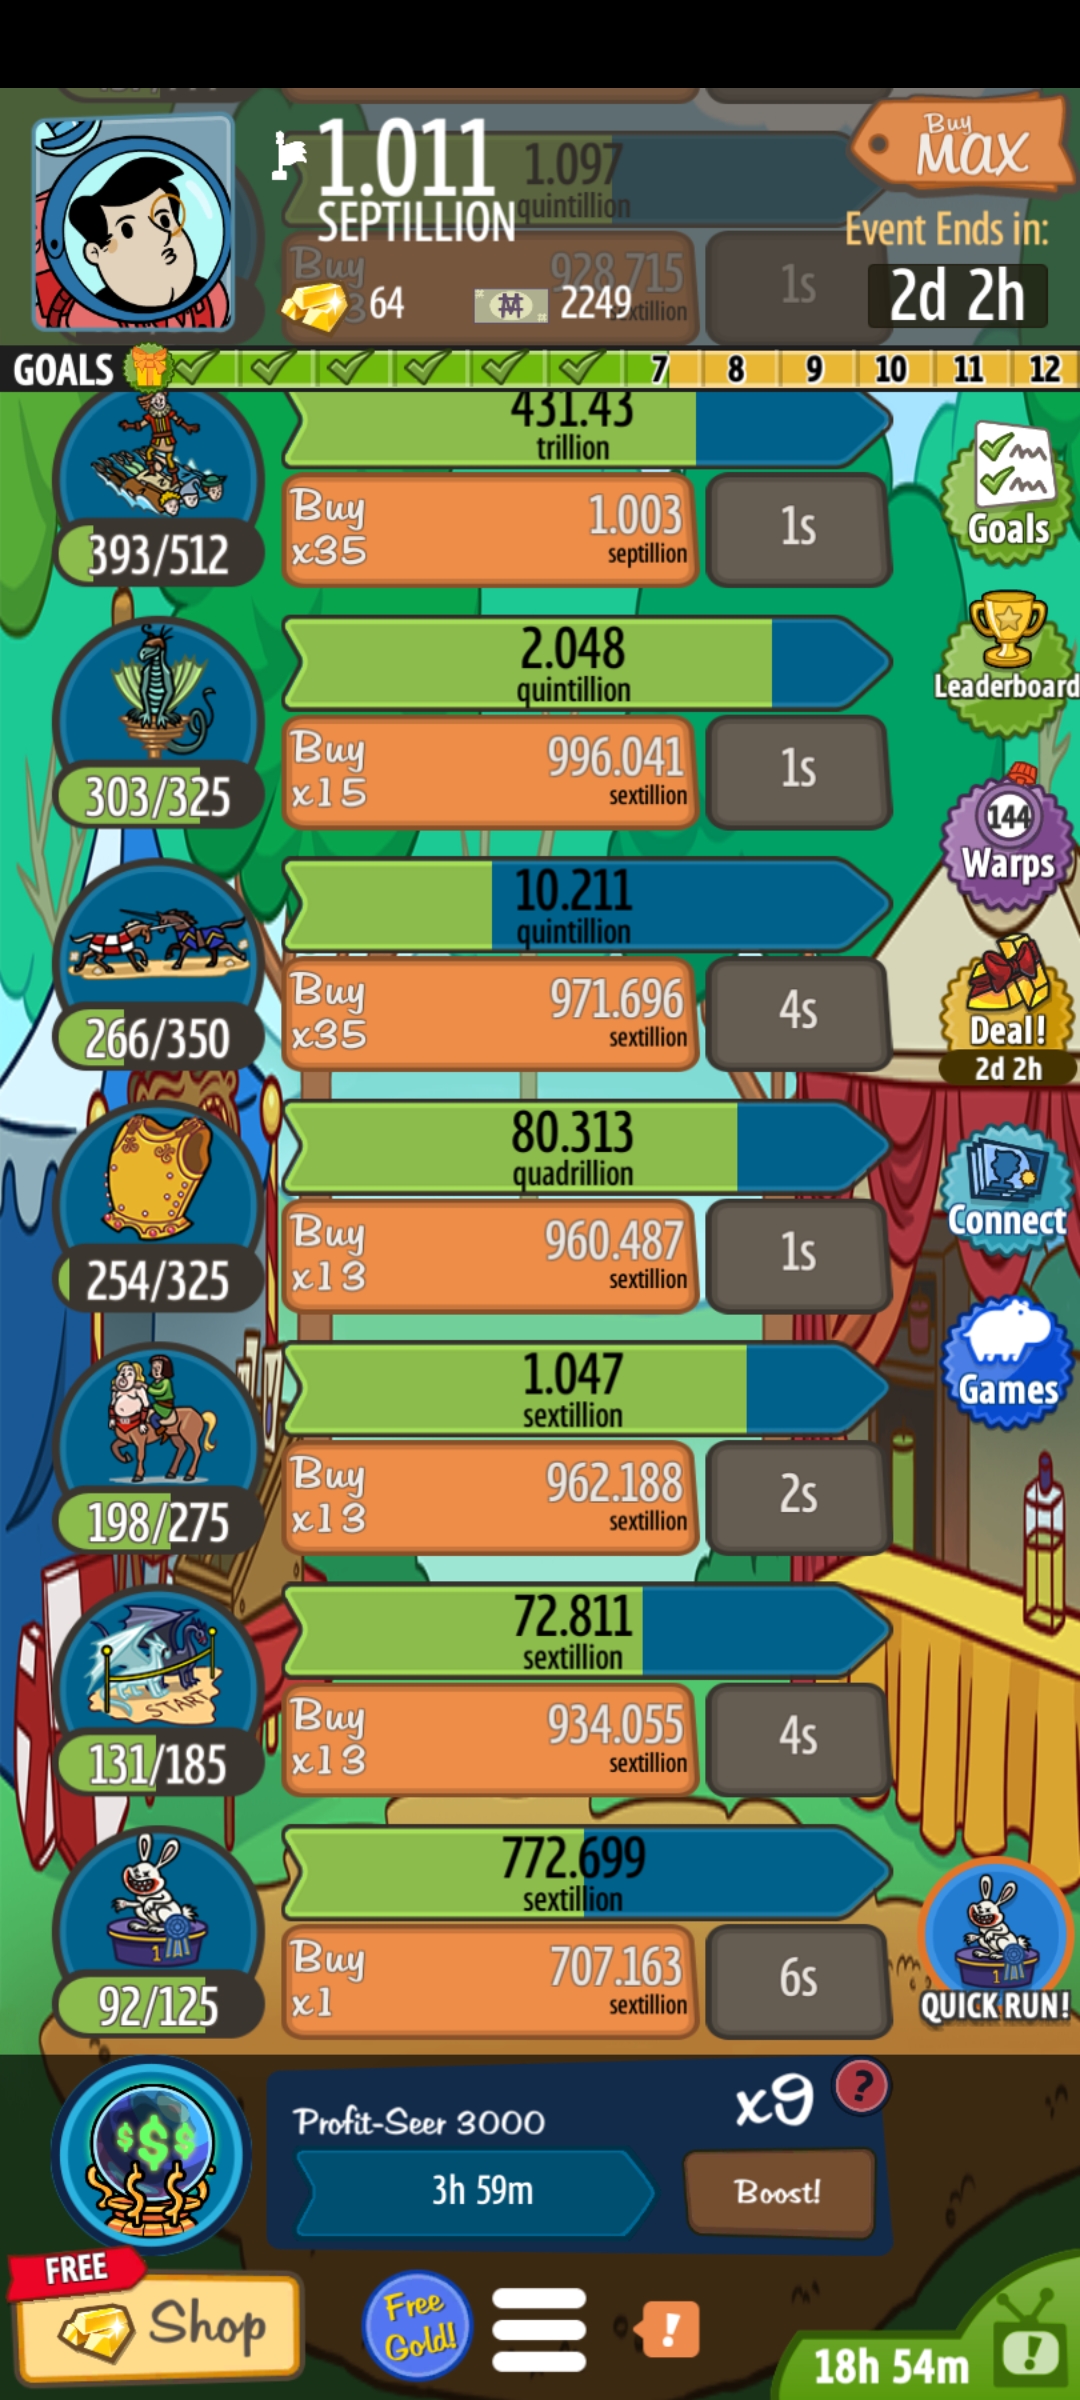 1.011
SEPTILLION
1.097
quintillion
Buy
MAX
Event Ends in:
2d 2h
Buy
928.715
1s
64
2249
GOALS 7 8 9 10 11 12
431.43
trillion
Buy
x35
1.003
septillion
1s
393/512
Goals
2.048
quintillion
Buy
x15
996.041
sextillion
1s
303/325
Leaderboard
10.211
quintillion
144
Warps
Buy
x35
971.696
sextillion
4s
266/350
Deal!
2d 2h
80.313
quadrillion
Buy
x13
960.487
sextillion
1s
254/325
Connect
1.047
sextillion
Games
Buy
x13
962.188
sextillion
2s
198/275
72.811
sextillion
START
Buy
x13
934.055
sextillion
4s
131/185
772.699
sextillion
1
Buy
x1
707.163
sextillion
6s
92/125
1
QUICK RUN!
$$$
Profit-Seer 3000
x9
?
3h 59m
Boost!
FREE
Shop
Free
Gold!
!
18h 54m
!